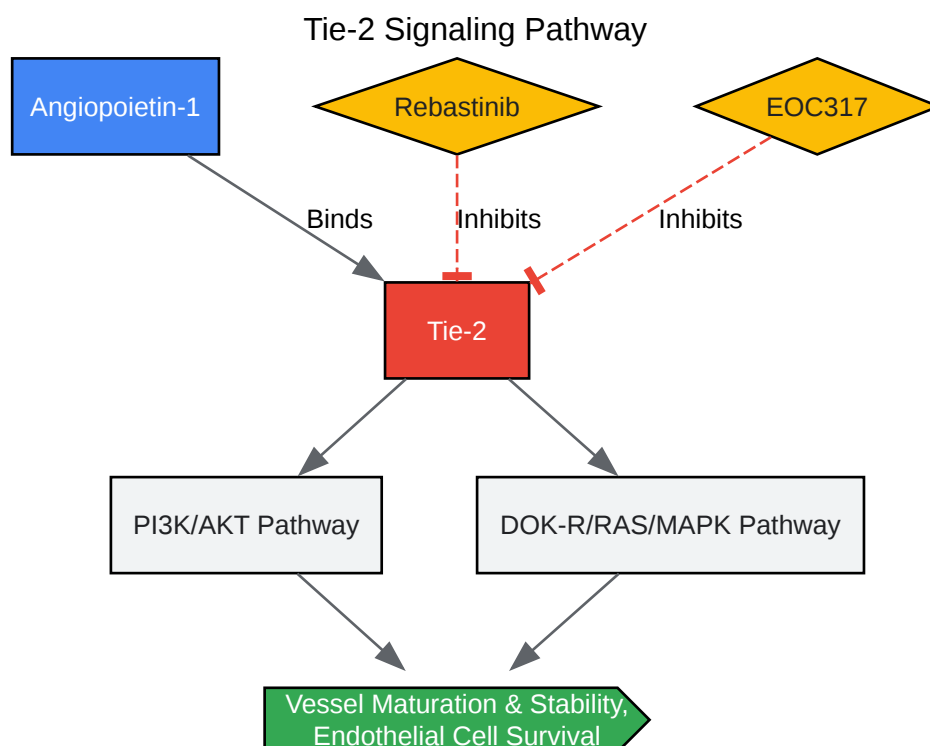 Tie-2 Signaling Pathway
Angiopoietin-1
Rebastinib
EOC317
Binds
Inhibits
Inhibits
Tie-2
PI3K/AKT Pathway
DOK-R/RAS/MAPK Pathway
Vessel Maturation & Stability,
Endothelial Cell Survival